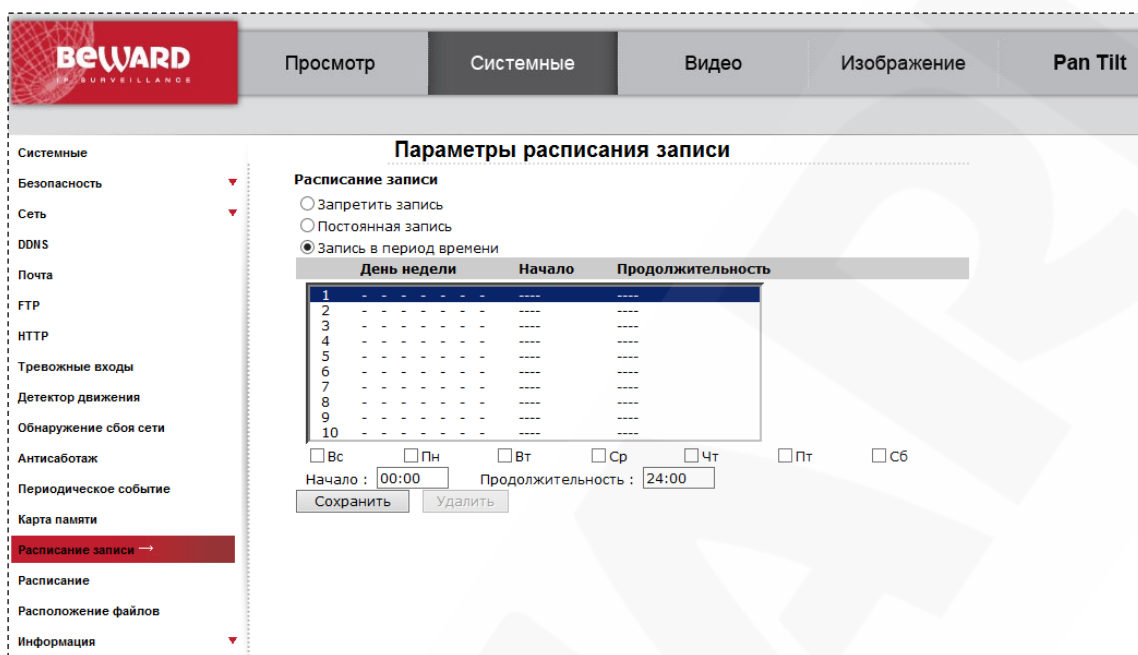 BEWARD
IP SURVEILLANCE
Просмотр Системные Видео Изображение Pan Tilt
Системные
Безопасность
Сеть
DDNS
Почта
FTP
HTTP
Тревожные входы
Детектор движения
Обнаружение сбоя сети
Антисаботаж
Периодическое событие
Карта памяти
Расписание записи →
Расписание
Расположение файлов
Информация
Параметры расписания записи
Расписание записи
Запретить запись
Постоянная запись
Запись в период времени
День недели Начало Продолжительность
1 - - - - - - - ---- ----
2 - - - - - - - ---- ----
3 - - - - - - - ---- ----
4 - - - - - - - ---- ----
5 - - - - - - - ---- ----
6 - - - - - - - ---- ----
7 - - - - - - - ---- ----
8 - - - - - - - ---- ----
9 - - - - - - - ---- ----
10 - - - - - - - ---- ----
Вс Пн Вт Ср Чт Пт Сб
Начало : 00:00 Продолжительность : 24:00
Сохранить Удалить